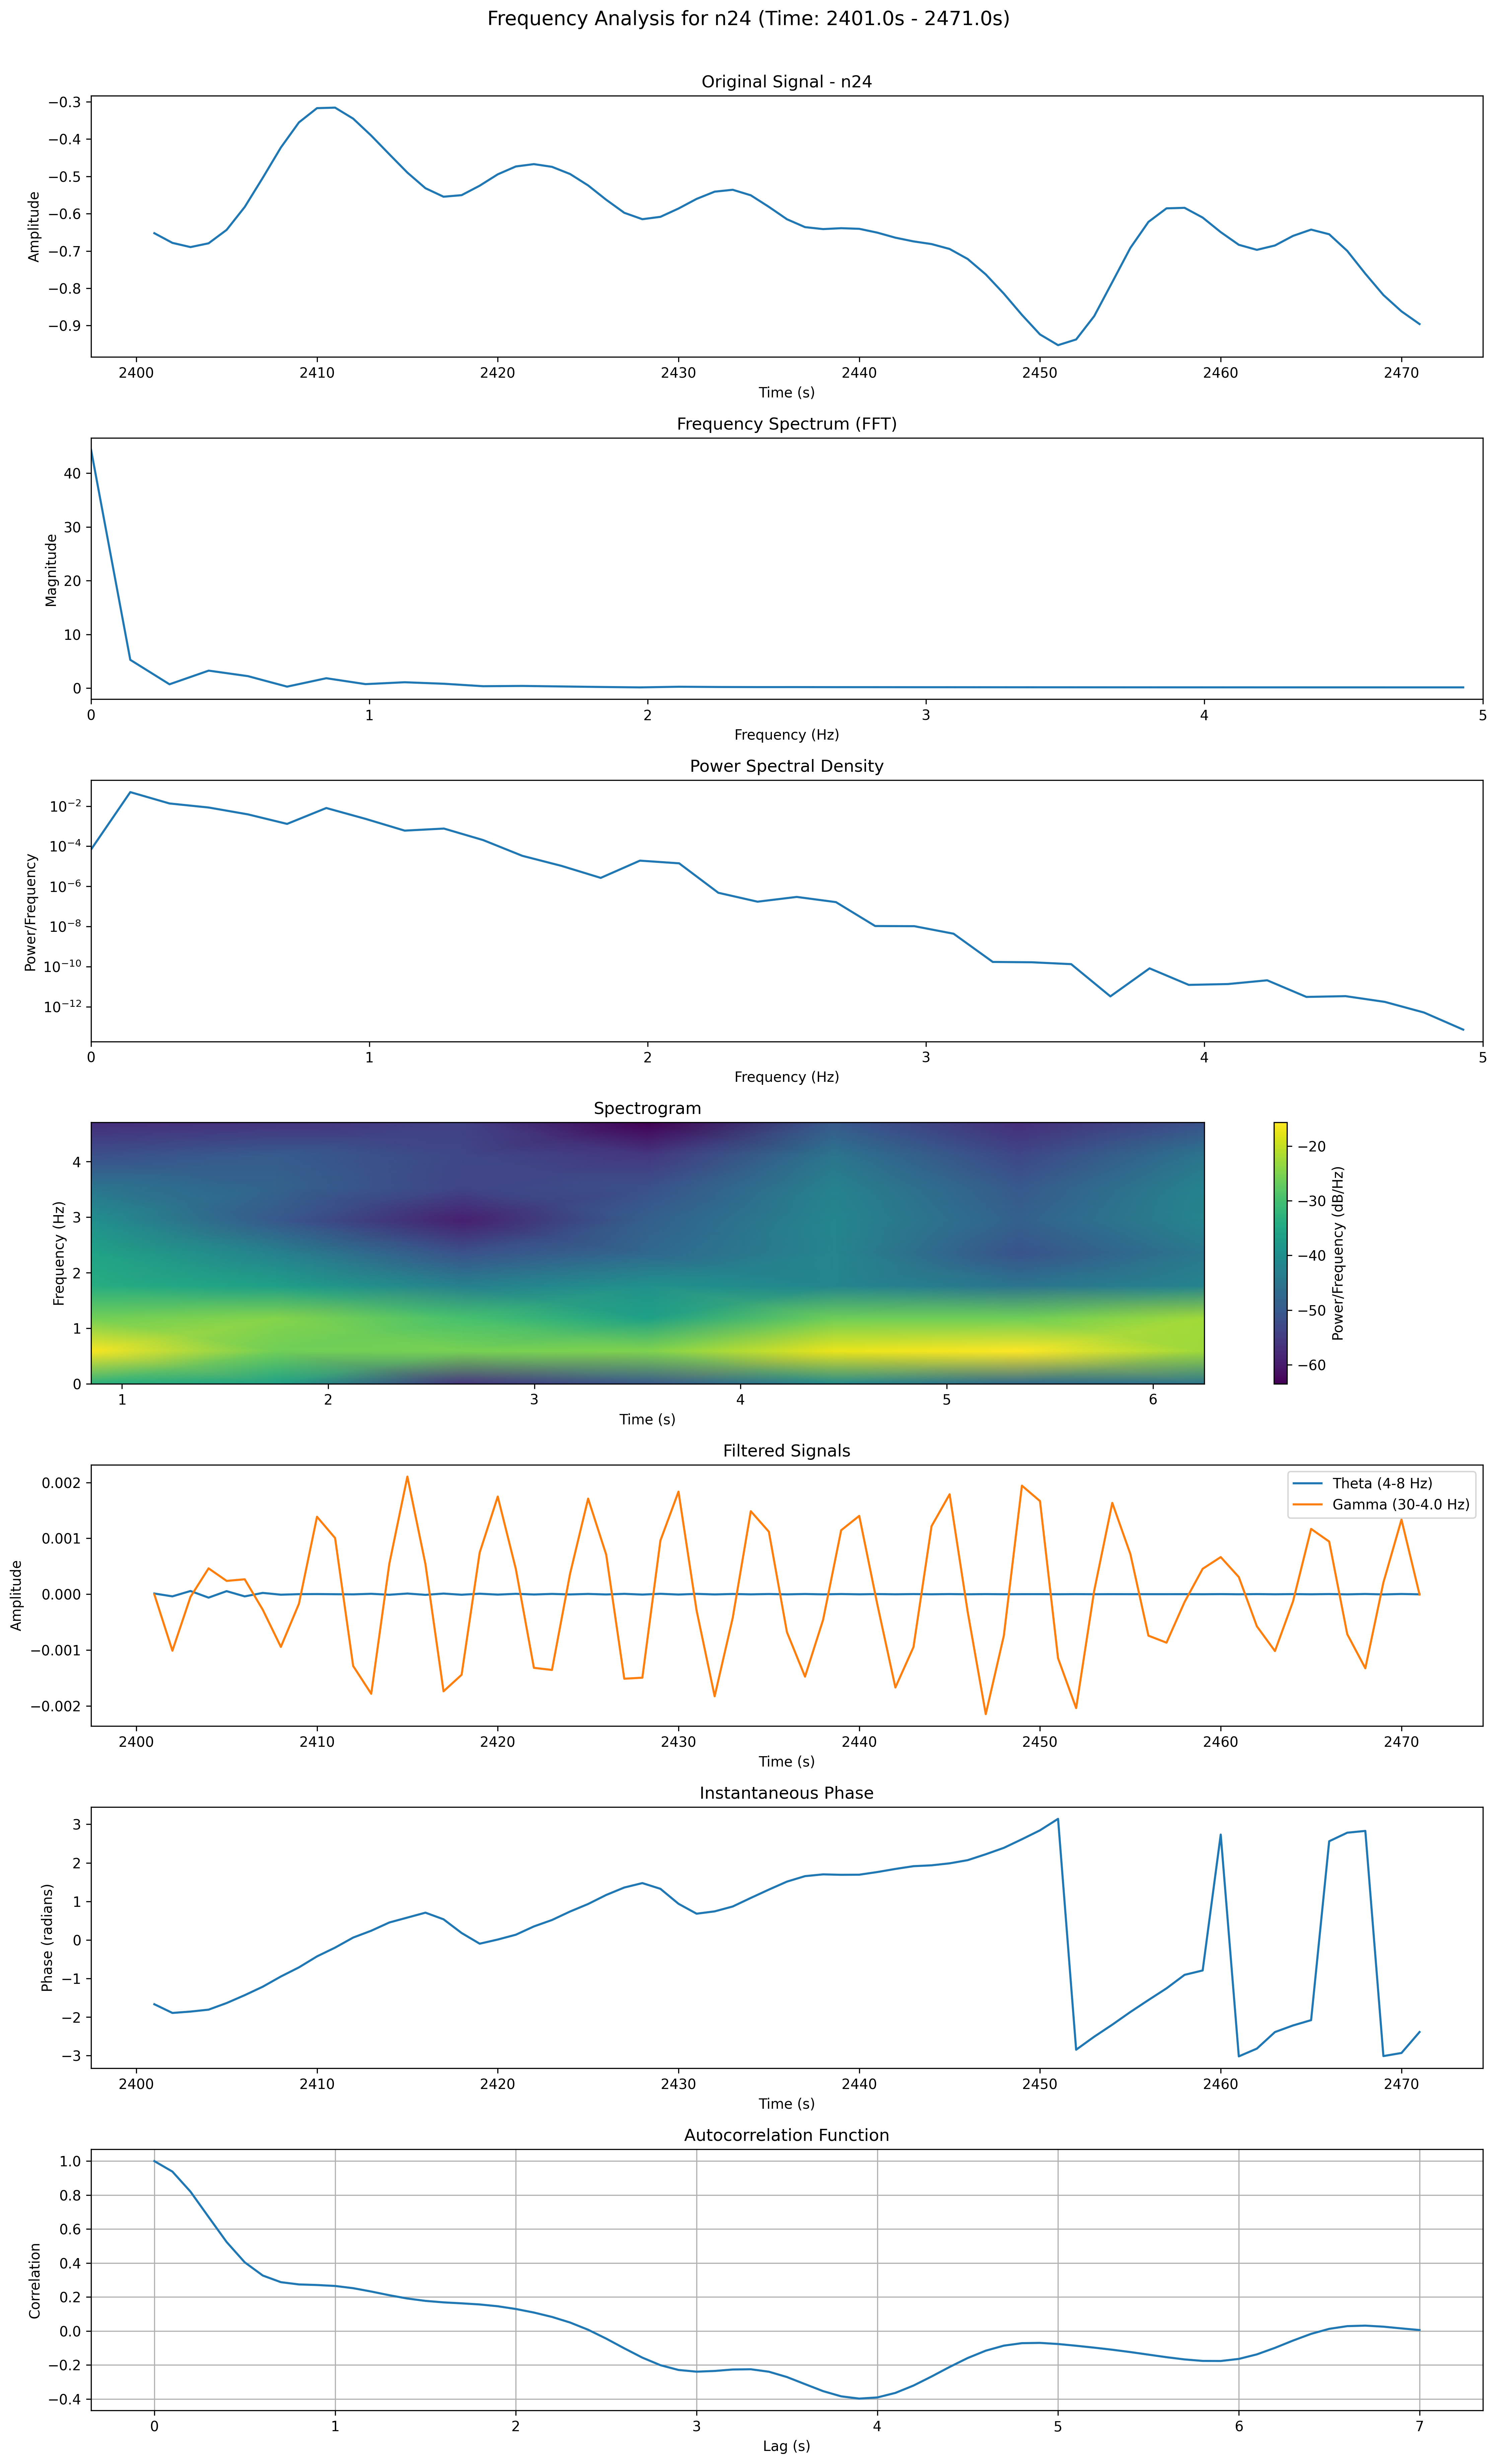 Frequency Analysis for n24 (Time: 2401.0s - 2471.0s)
Original Signal - n24
Amplitude
−0.3
−0.4
−0.5
−0.6
−0.7
−0.8
−0.9
2400 2410 2420 2430 2440 2450 2460 2470
Time (s)
Frequency Spectrum (FFT)
Magnitude
40
30
20
10
0
0 1 2 3 4 5
Frequency (Hz)
Power Spectral Density
Power/Frequency
10⁻²
10⁻⁴
10⁻⁶
10⁻⁸
10⁻¹⁰
10⁻¹²
0 1 2 3 4 5
Frequency (Hz)
Spectrogram
Frequency (Hz)
4
3
2
1
0
1 2 3 4 5 6
Time (s)
−20
−30
−40
−50
−60
Power/Frequency (dB/Hz)
Filtered Signals
Amplitude
0.002
0.001
0.000
−0.001
−0.002
Theta (4-8 Hz)
Gamma (30-4.0 Hz)
2400 2410 2420 2430 2440 2450 2460 2470
Time (s)
Instantaneous Phase
Phase (radians)
3
2
1
0
−1
−2
−3
2400 2410 2420 2430 2440 2450 2460 2470
Time (s)
Autocorrelation Function
Correlation
1.0
0.8
0.6
0.4
0.2
0.0
−0.2
−0.4
0 1 2 3 4 5 6 7
Lag (s)